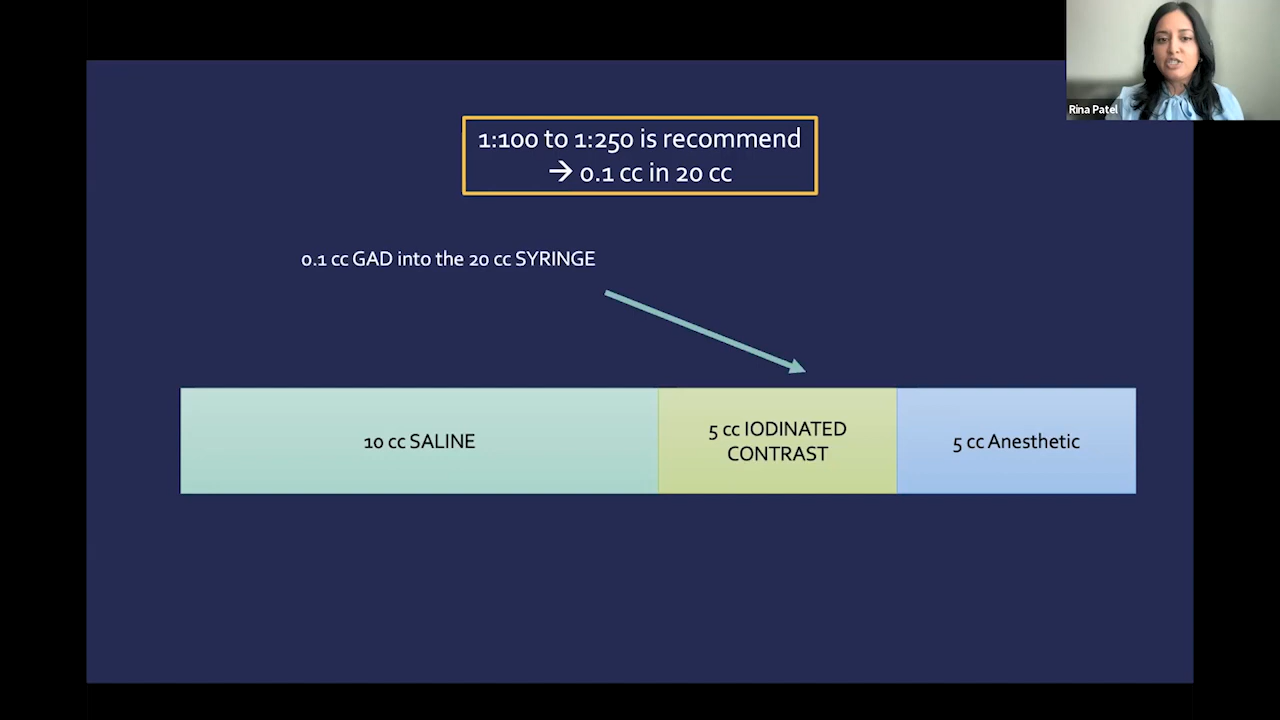 Rina Patel
1:100 to 1:250 is recommend
→ 0.1 cc in 20 cc
0.1 cc GAD into the 20 cc SYRINGE
10 cc SALINE
5 cc IODINATED
CONTRAST
5 cc Anesthetic